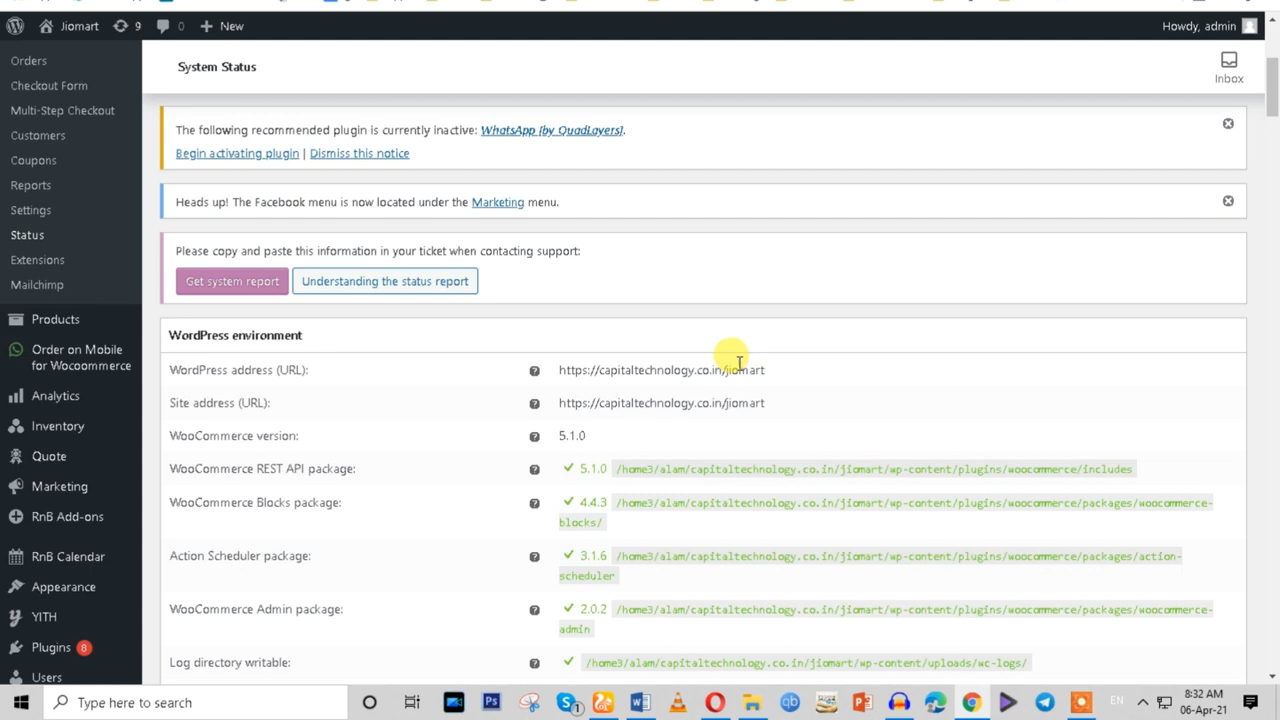 Jiomart 9 0 New Howdy, admin
Orders
Checkout Form
Multi-Step Checkout
Customers
Coupons
Reports
Settings
Status
Extensions
Mailchimp
Products
Order on Mobile
for Wocommerce
Analytics
Inventory
Quote
Marketing
RnB Add-ons
RnB Calendar
Appearance
YITH
Plugins 8
Users
System Status
Inbox
The following recommended plugin is currently inactive: WhatsApp {by QuadLayers}.
Begin activating plugin | Dismiss this notice
Heads up! The Facebook menu is now located under the Marketing menu.
Please copy and paste this information in your ticket when contacting support:
Get system report Understanding the status report
WordPress environment
WordPress address (URL): https://capitaltechnology.co.in/jiomart
Site address (URL): https://capitaltechnology.co.in/jiomart
WooCommerce version: 5.1.0
WooCommerce REST API package: 5.1.0 /home3/alam/capitaltechnology.co.in/jiomart/wp-content/plugins/woocommerce/includes
WooCommerce Blocks package: 4.4.3 /home3/alam/capitaltechnology.co.in/jiomart/wp-content/plugins/woocommerce/packages/woocommerce-
blocks/
Action Scheduler package: 3.1.6 /home3/alam/capitaltechnology.co.in/jiomart/wp-content/plugins/woocommerce/packages/action-
scheduler
WooCommerce Admin package: 2.0.2 /home3/alam/capitaltechnology.co.in/jiomart/wp-content/plugins/woocommerce/packages/woocommerce-
admin
Log directory writable: /home3/alam/capitaltechnology.co.in/jiomart/wp-content/uploads/wc-logs/
Type here to search
EN
8:32 AM
06-Apr-21